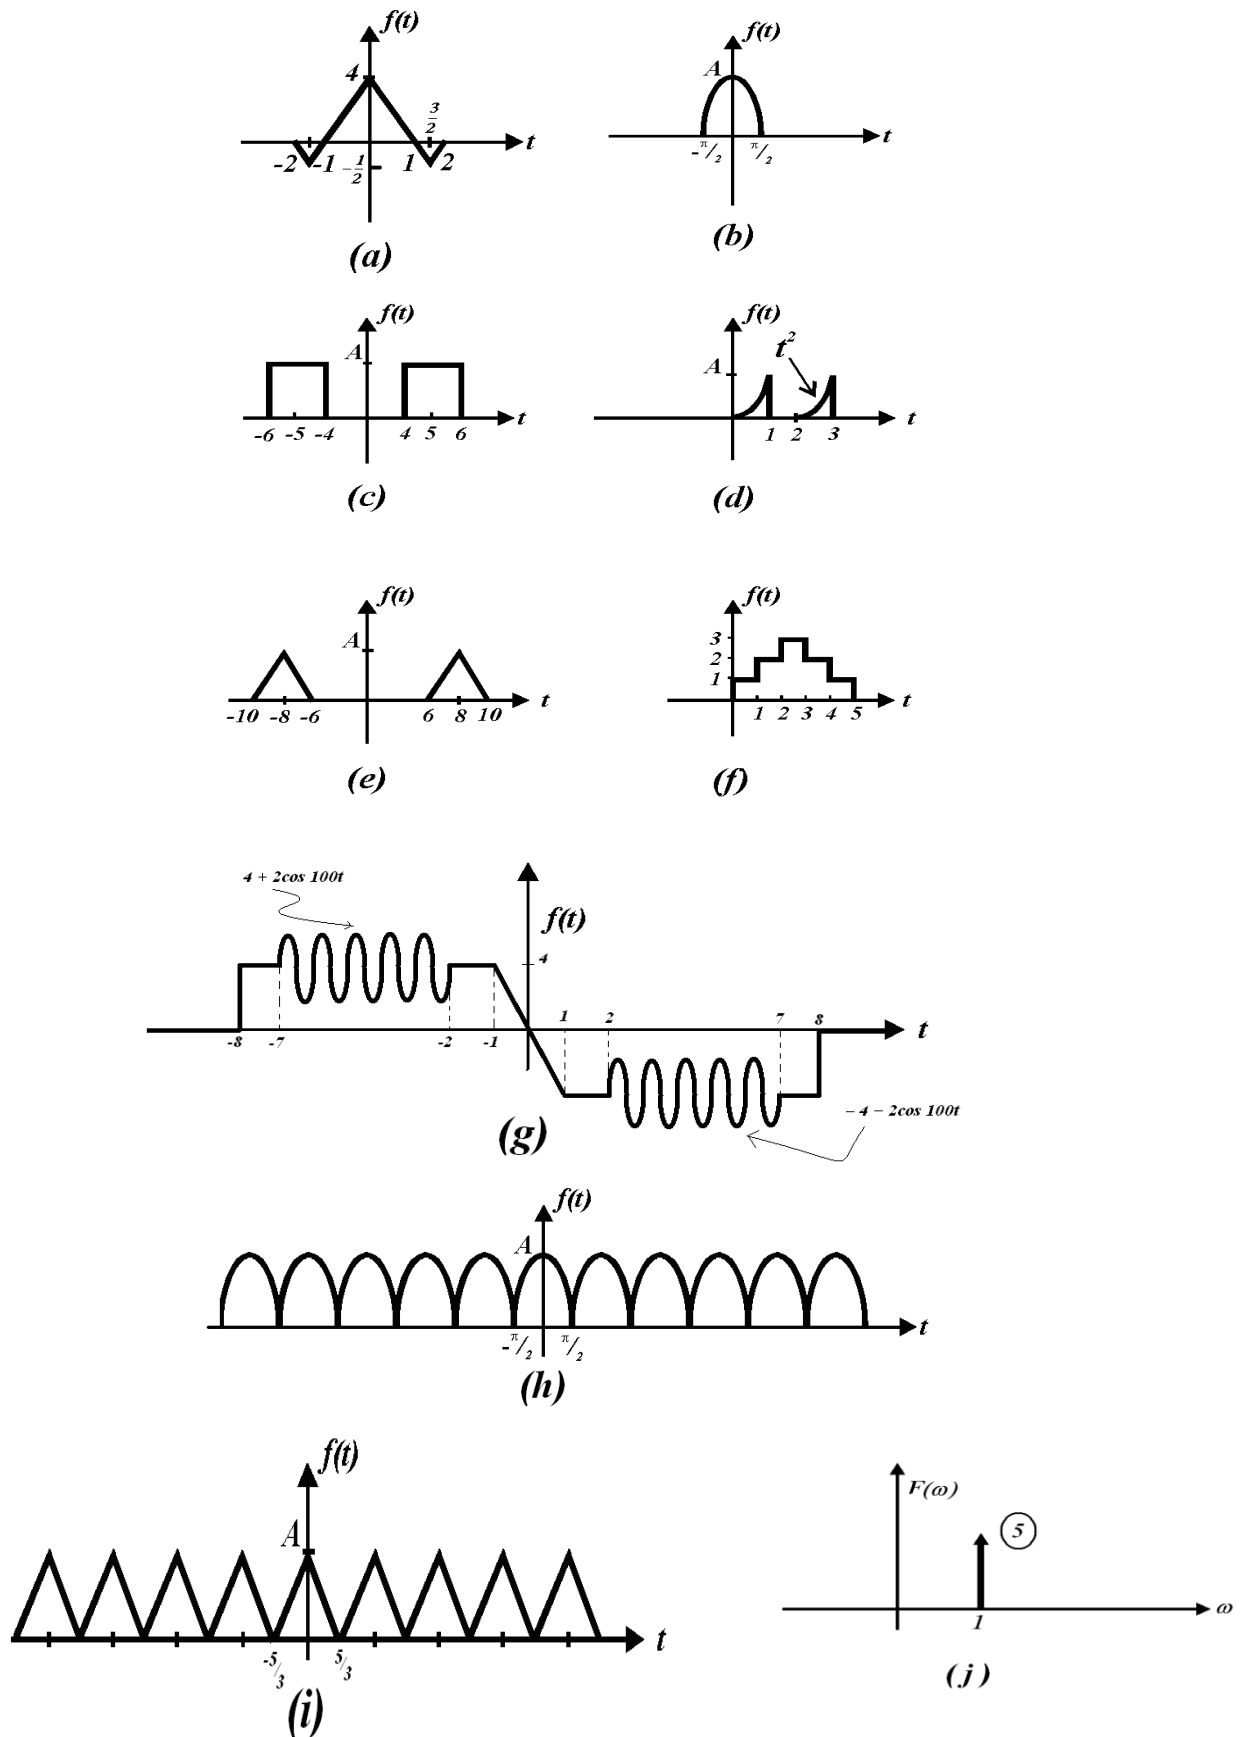 f(t)
4
3/2
t
-2 -1 -1/2 1 2
(a)
f(t)
A
t
-π/2 π/2
(b)
f(t)
A
t
-6 -5 -4 4 5 6
(c)
f(t)
t²
A
t
1 2 3
(d)
f(t)
A
t
-10 -8 -6 6 8 10
(e)
f(t)
3
2
1
t
1 2 3 4 5
(f)
4 + 2cos 100t
f(t)
4
1 2 7 8
t
-8 -7 -2 -1
– 4 – 2cos 100t
(g)
f(t)
A
t
-π/2 π/2
(h)
f(t)
A
t
-5/3 5/3
(i)
F(ω)
5
1
ω
(j)